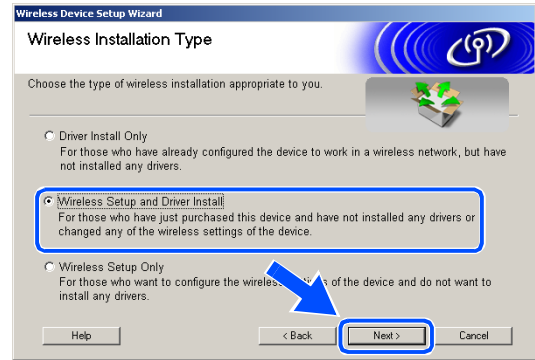 Wireless Device Setup Wizard
Wireless Installation Type
Choose the type of wireless installation appropriate to you.
Driver Install Only
For those who have already configured the device to work in a wireless network, but have
not installed any drivers.
Wireless Setup and Driver Install
For those who have just purchased this device and have not installed any drivers or
changed any of the wireless settings of the device.
Wireless Setup Only
For those who want to configure the wireless of the device and do not want to
install any drivers.
Help
< Back
Next >
Cancel